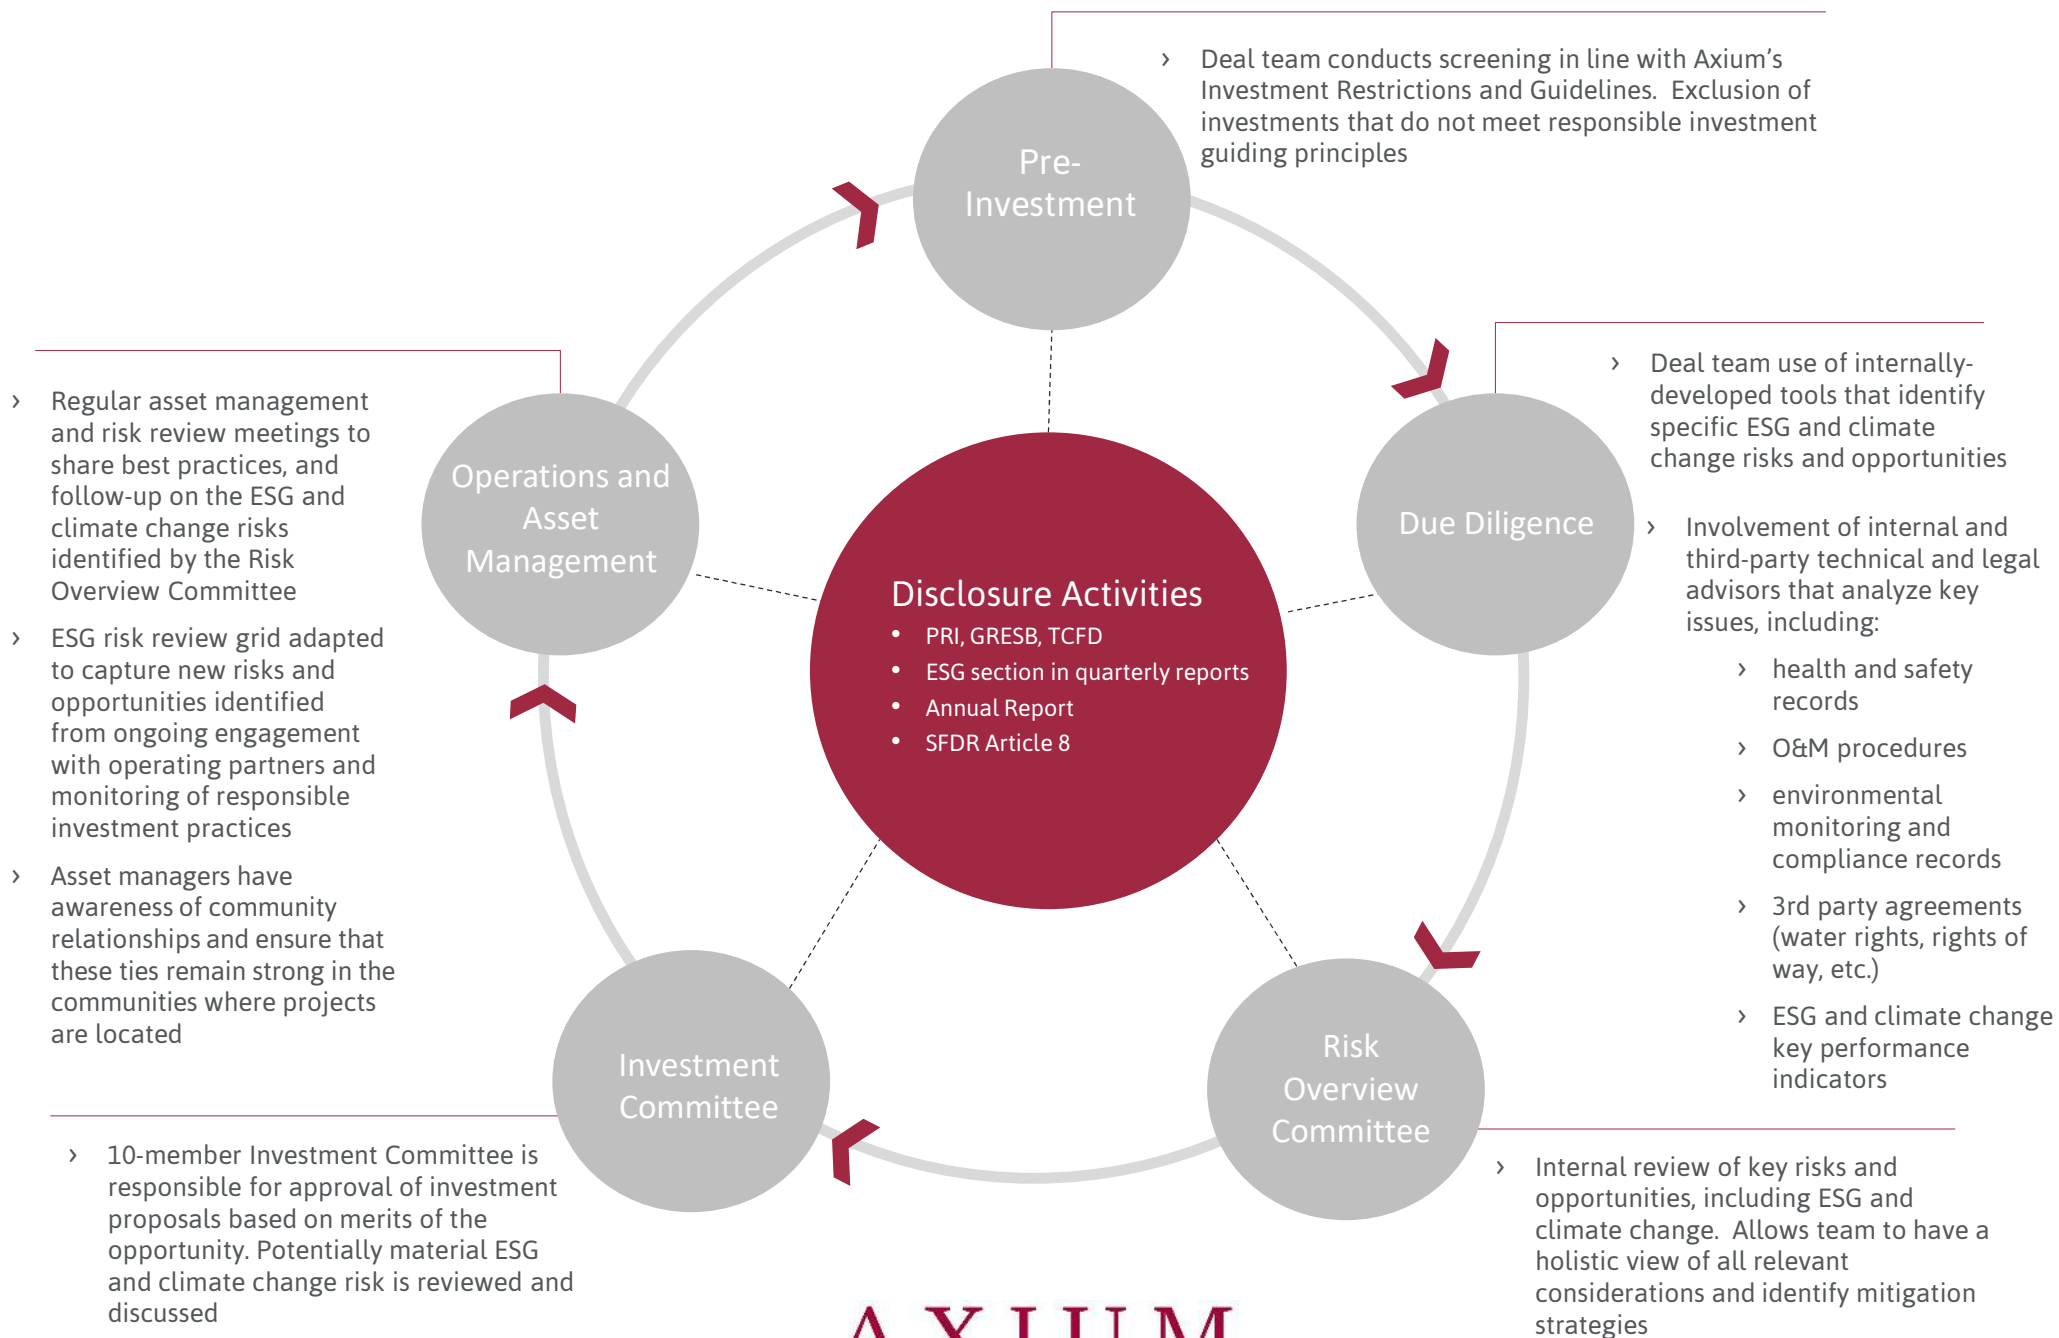 › Deal team conducts screening in line with Axium’s
Investment Restrictions and Guidelines.  Exclusion of
investments that do not meet responsible investment
guiding principles
Pre-
Investment
› Deal team use of internally-
developed tools that identify
specific ESG and climate
change risks and opportunities
Due Diligence
› Involvement of internal and
third-party technical and legal
advisors that analyze key
issues, including:
› health and safety
records
› O&M procedures
› environmental
monitoring and
compliance records
› 3rd party agreements
(water rights, rights of
way, etc.)
› ESG and climate change
key performance
indicators
Risk
Overview
Committee
› Internal review of key risks and
opportunities, including ESG and
climate change.  Allows team to have a
holistic view of all relevant
considerations and identify mitigation
strategies
Investment
Committee
› 10-member Investment Committee is
responsible for approval of investment
proposals based on merits of the
opportunity. Potentially material ESG
and climate change risk is reviewed and
discussed
Operations and
Asset
Management
› Regular asset management
and risk review meetings to
share best practices, and
follow-up on the ESG and
climate change risks
identified by the Risk
Overview Committee
› ESG risk review grid adapted
to capture new risks and
opportunities identified
from ongoing engagement
with operating partners and
monitoring of responsible
investment practices
› Asset managers have
awareness of community
relationships and ensure that
these ties remain strong in the
communities where projects
are located
Disclosure Activities
• PRI, GRESB, TCFD
• ESG section in quarterly reports
• Annual Report
• SFDR Article 8
AXIUM